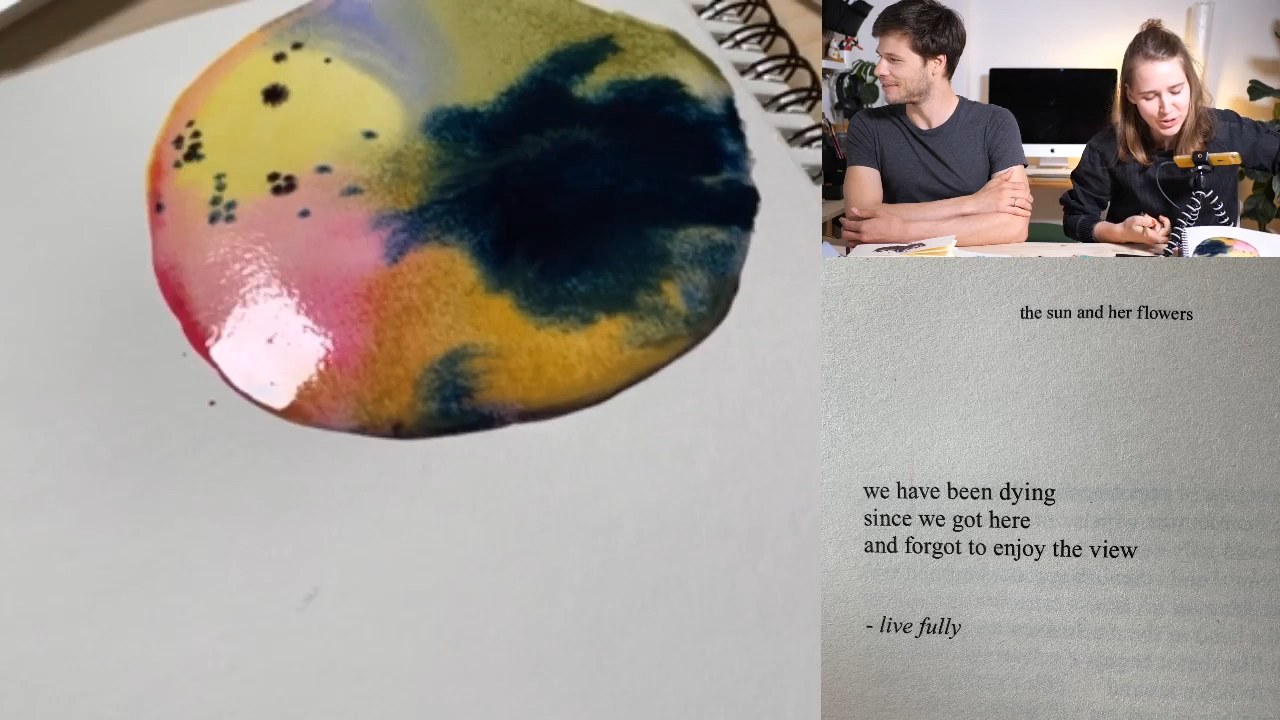 the sun and her flowers
we have been dying
since we got here
and forgot to enjoy the view
- live fully